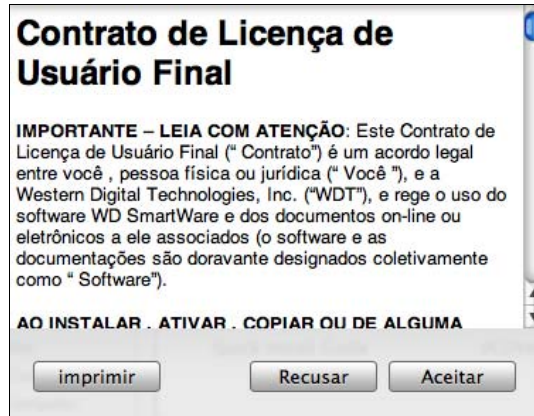 Contrato de Licença de
Usuário Final
IMPORTANTE – LEIA COM ATENÇÃO: Este Contrato de
Licença de Usuário Final (“ Contrato”) é um acordo legal
entre você , pessoa física ou jurídica (“ Você ”), e a
Western Digital Technologies, Inc. (“WDT”), e rege o uso do
software WD SmartWare e dos documentos on-line ou
eletrônicos a ele associados (o software e as
documentações são doravante designados coletivamente
como “ Software”).
AO INSTALAR , ATIVAR , COPIAR OU DE ALGUMA
imprimir
Recusar
Aceitar